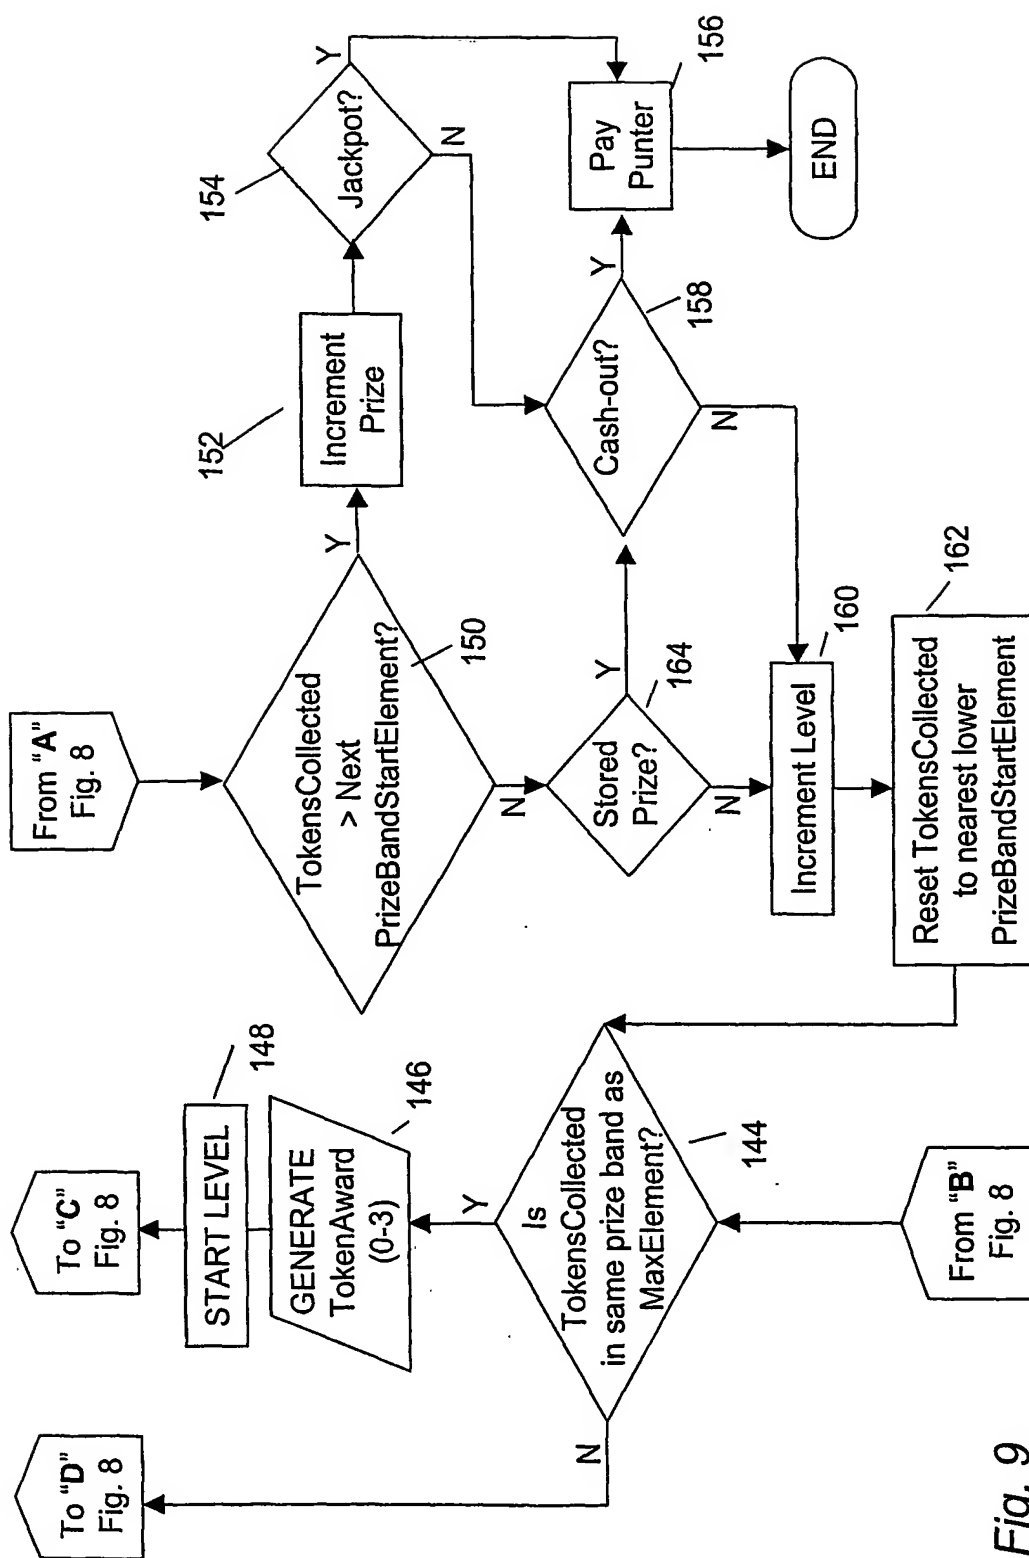 To "D"
Fig. 8
To "C"
Fig. 8
START LEVEL
148
GENERATE
TokenAward
(0-3)
146
Y
N
Is
TokensCollected
in same prize band as
MaxElement?
144
From "B"
Fig. 8
From "A"
Fig. 8
TokensCollected
> Next
PrizeBandStartElement?
150
Y
N
152
Increment
Prize
154
Jackpot?
Y
N
Stored
Prize?
164
Y
N
Cash-out?
158
Y
N
Pay
Punter
156
END
Increment Level
160
Reset TokensCollected
to nearest lower
PrizeBandStartElement
162
Fig. 9